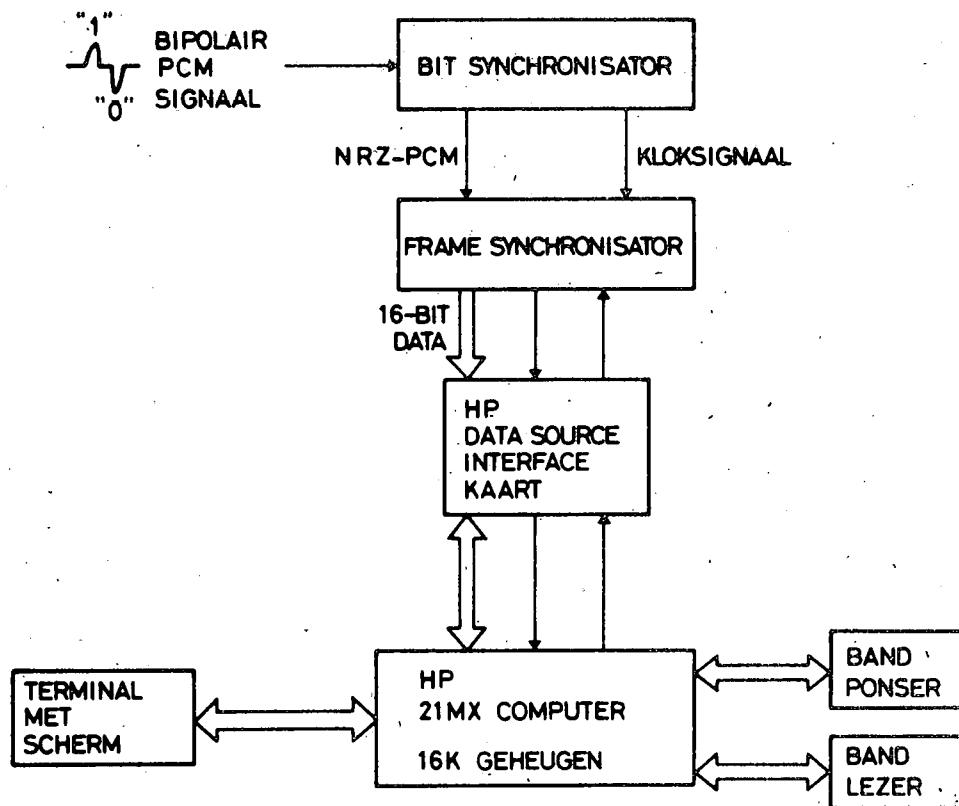 "1"
BIPOLAIR
PCM
SIGNAAL
"0"
BIT SYNCHRONISATOR
NRZ-PCM
KLOKSIGNAAL
FRAME SYNCHRONISATOR
16-BIT
DATA
HP
DATA SOURCE
INTERFACE
KAART
TERMINAL
MET
SCHERM
HP
21MX COMPUTER
16K GEHEUGEN
BAND
PONSER
BAND
LEZER